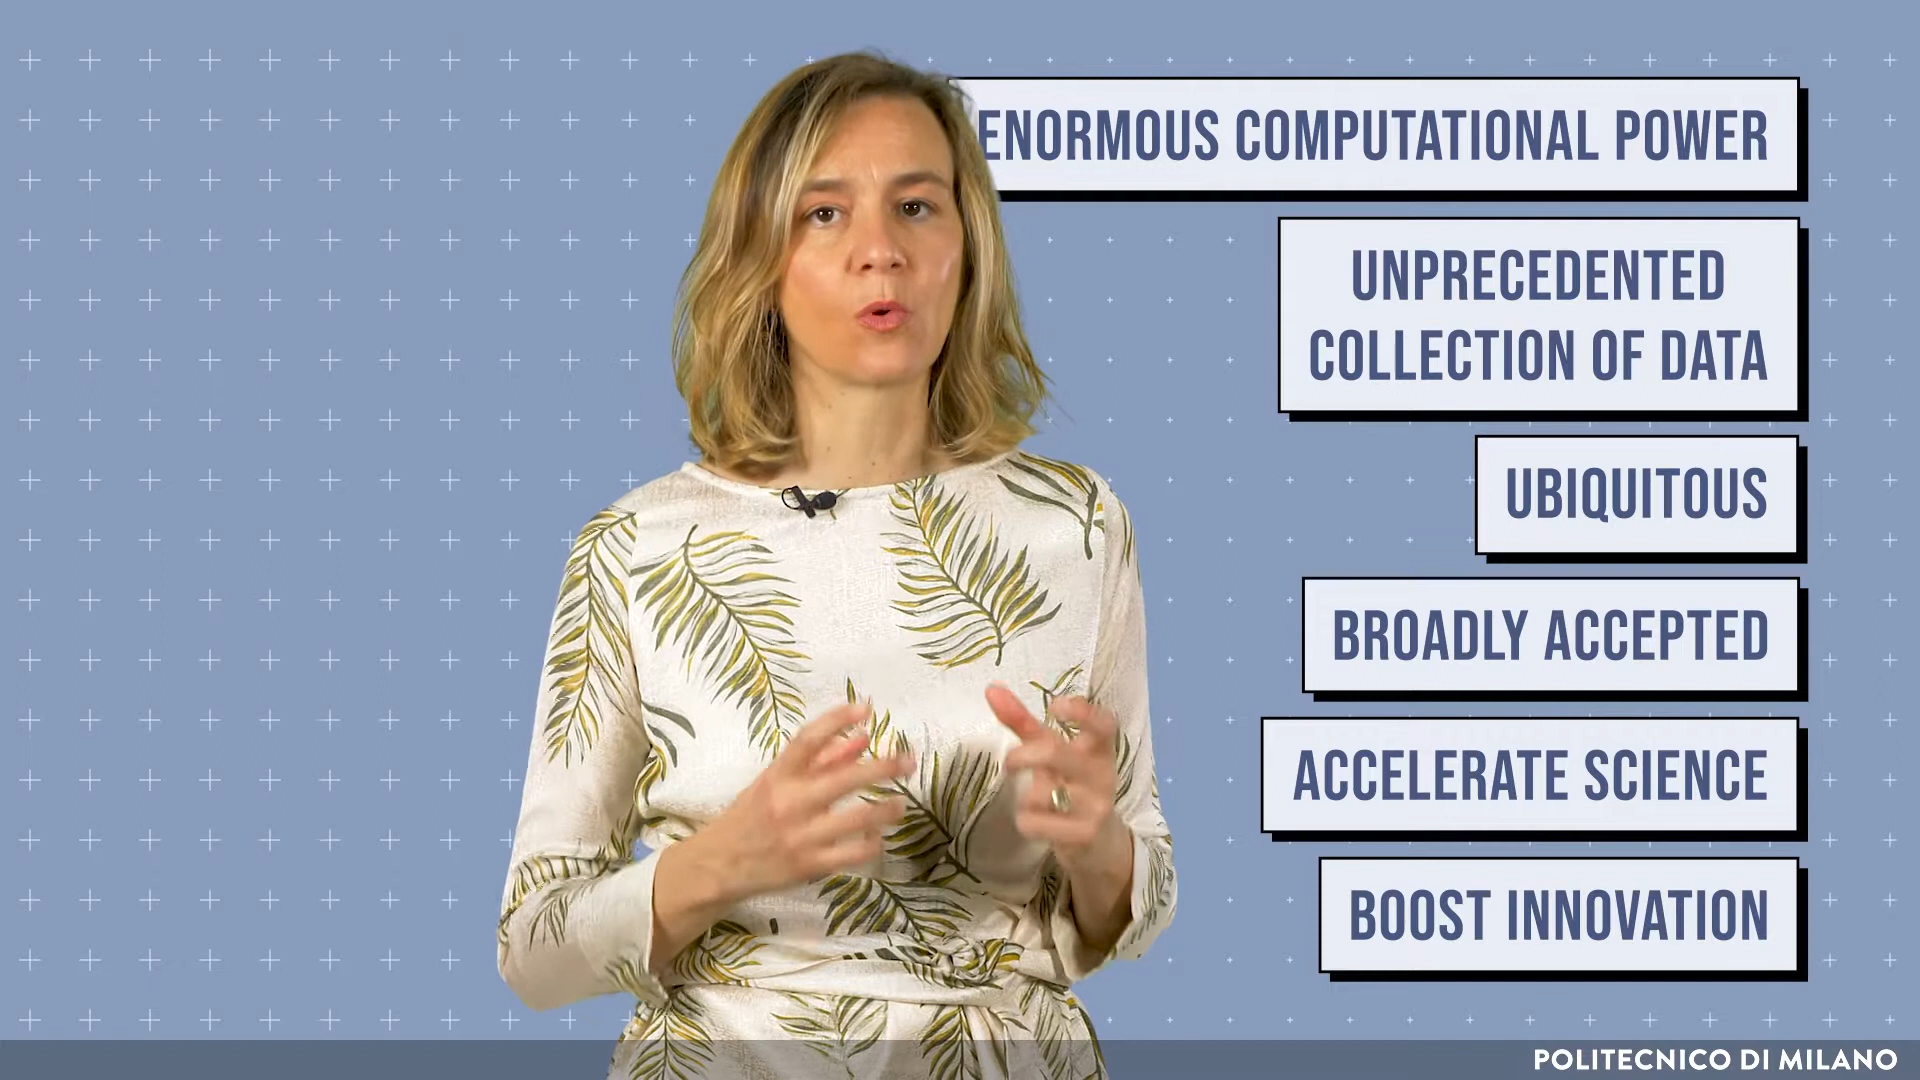 ENORMOUS COMPUTATIONAL POWER
UNPRECEDENTED
COLLECTION OF DATA
UBIQUITOUS
BROADLY ACCEPTED
ACCELERATE SCIENCE
BOOST INNOVATION
POLITECNICO DI MILANO